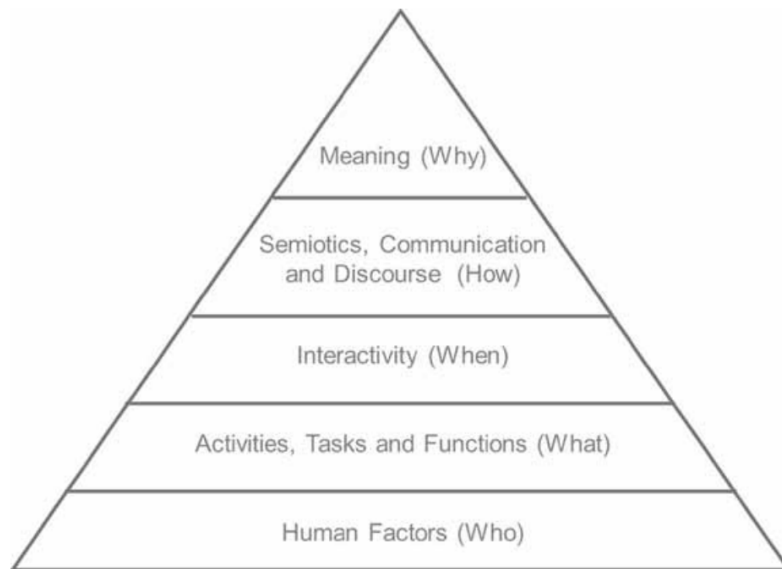 Meaning (Why)
Semiotics, Communication
and Discourse (How)
Interactivity (When)
Activities, Tasks and Functions (What)
Human Factors (Who)